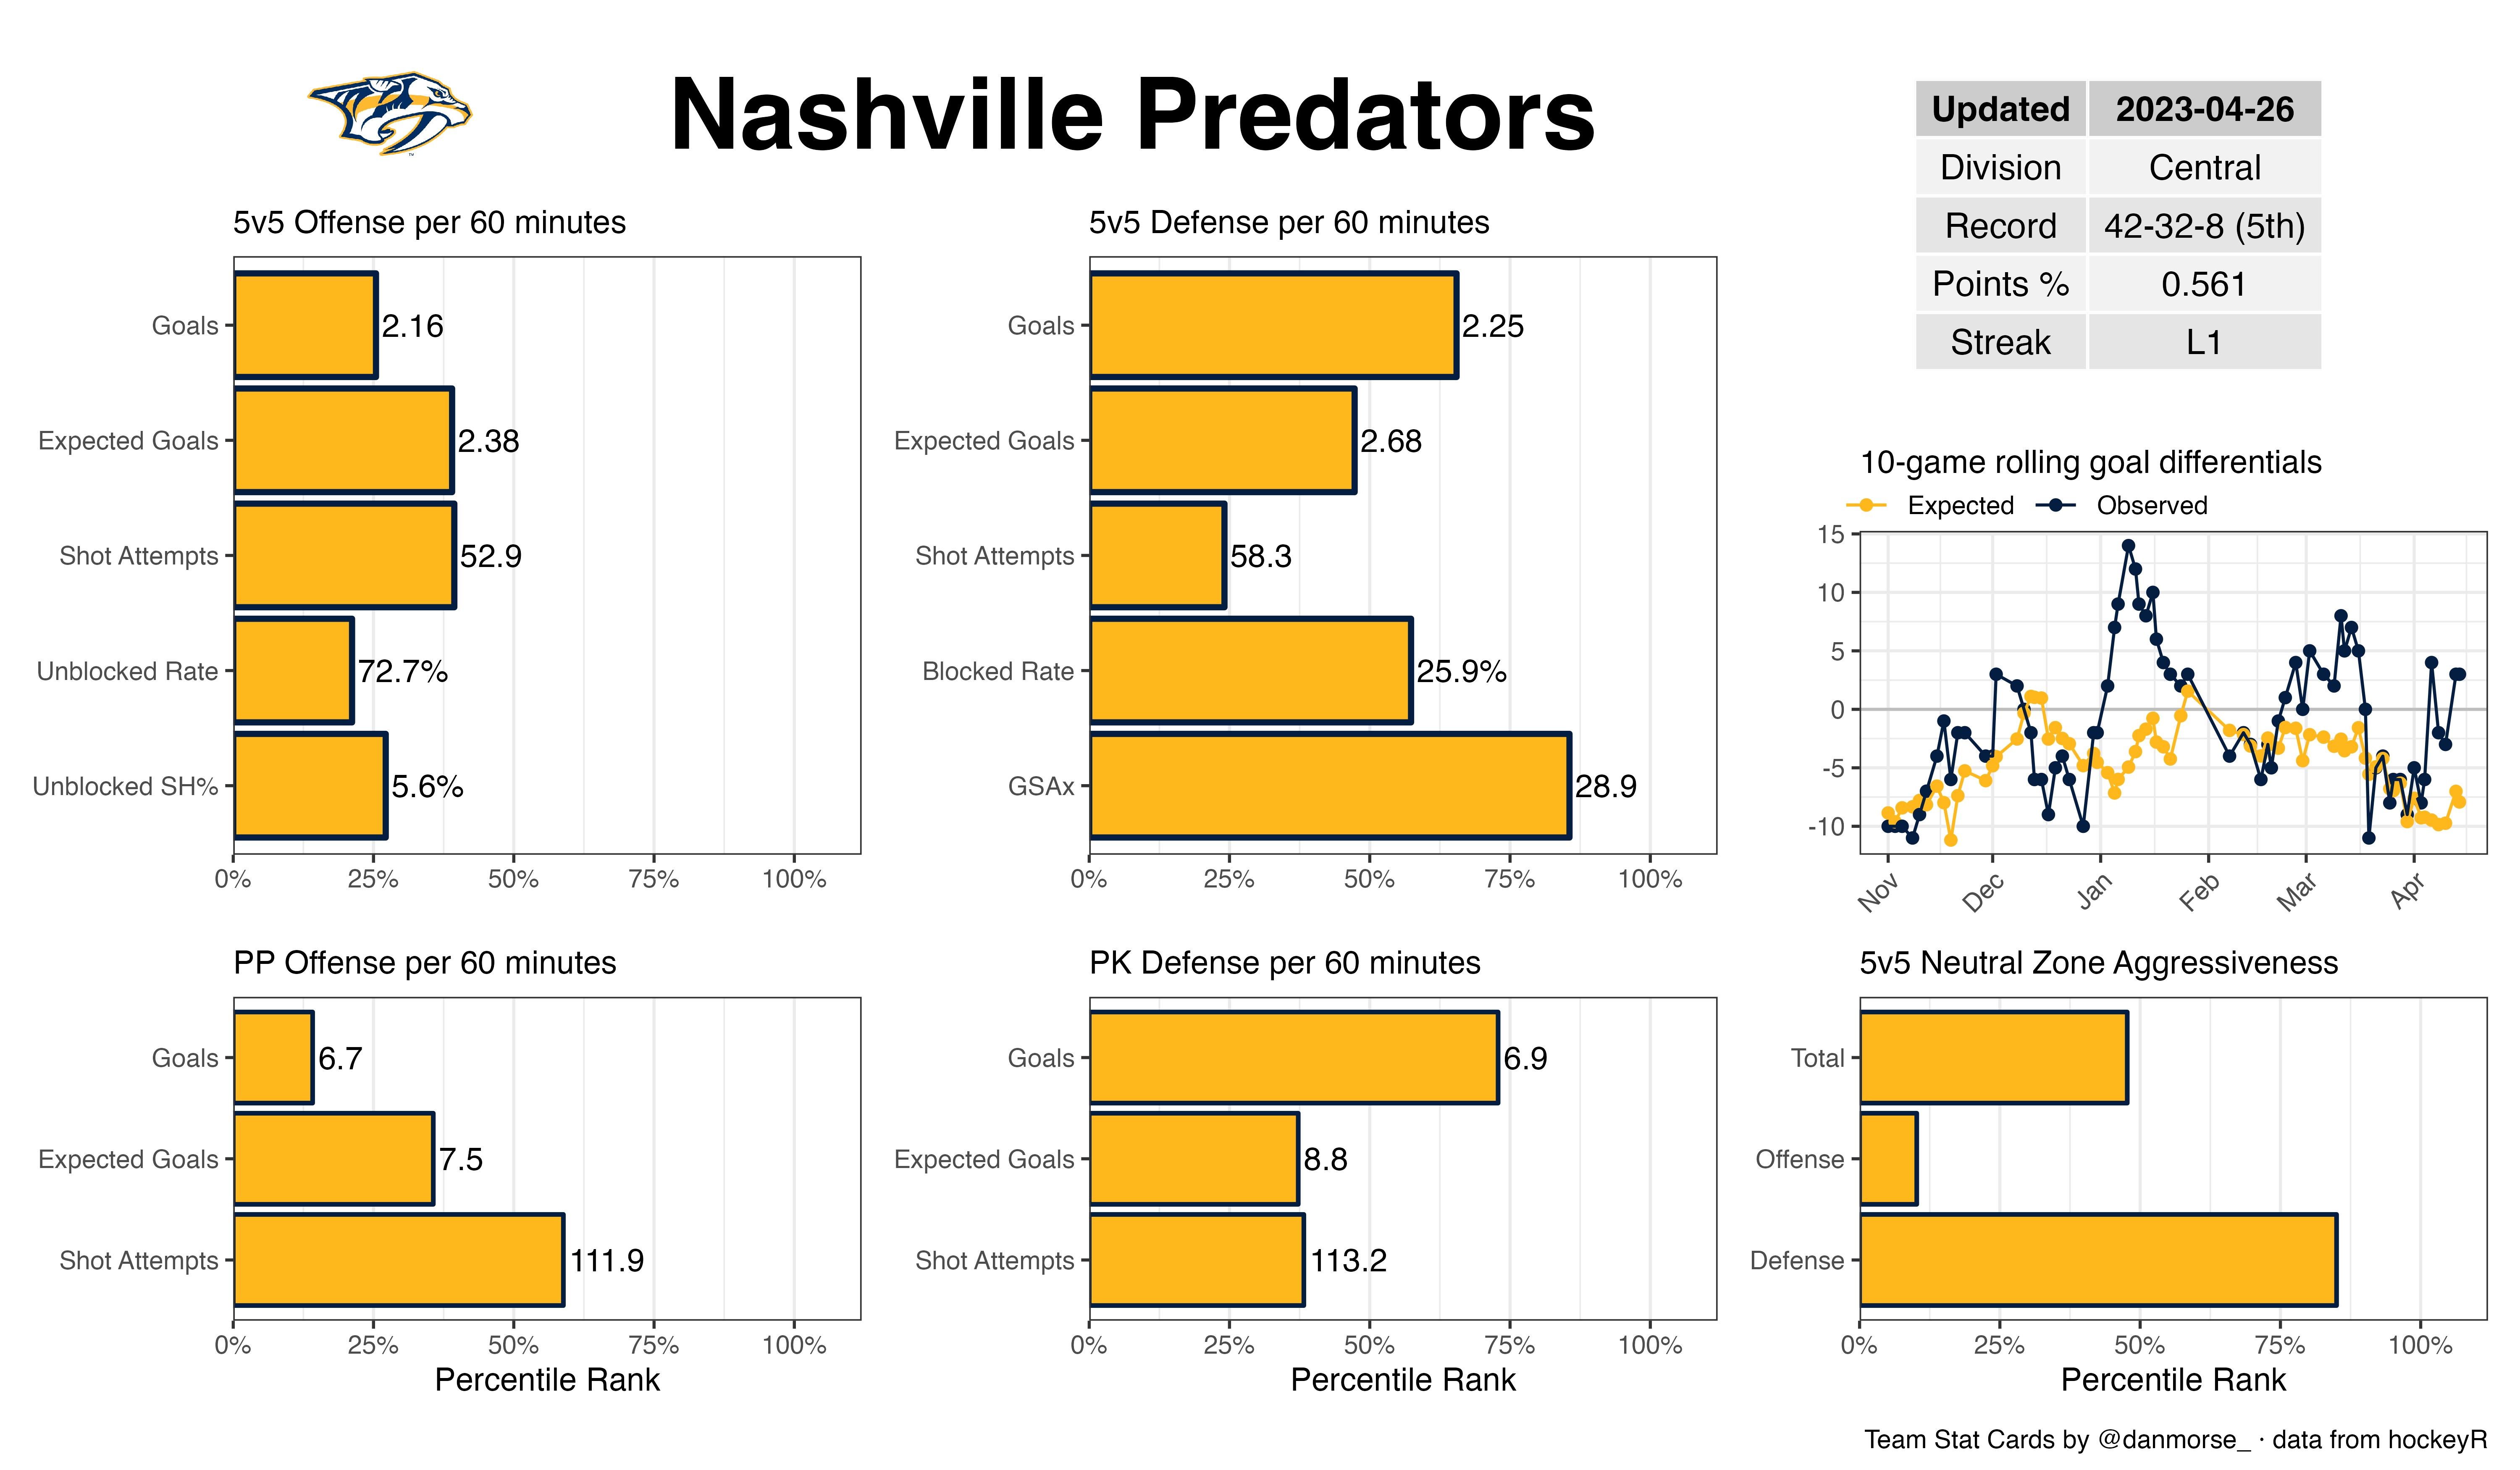 Nashville Predators
Updated 2023-04-26
Division Central
Record 42-32-8 (5th)
Points % 0.561
Streak L1
5v5 Offense per 60 minutes
Goals 2.16
Expected Goals 2.38
Shot Attempts 52.9
Unblocked Rate 72.7%
Unblocked SH% 5.6%
0% 25% 50% 75% 100%
5v5 Defense per 60 minutes
Goals 2.25
Expected Goals 2.68
Shot Attempts 58.3
Blocked Rate 25.9%
GSAx 28.9
0% 25% 50% 75% 100%
10-game rolling goal differentials
Expected Observed
15
10
5
0
-5
-10
Nov Dec Jan Feb Mar Apr
PP Offense per 60 minutes
Goals 6.7
Expected Goals 7.5
Shot Attempts 111.9
0% 25% 50% 75% 100%
Percentile Rank
PK Defense per 60 minutes
Goals 6.9
Expected Goals 8.8
Shot Attempts 113.2
0% 25% 50% 75% 100%
Percentile Rank
5v5 Neutral Zone Aggressiveness
Total
Offense
Defense
0% 25% 50% 75% 100%
Percentile Rank
Team Stat Cards by @danmorse_ · data from hockeyR